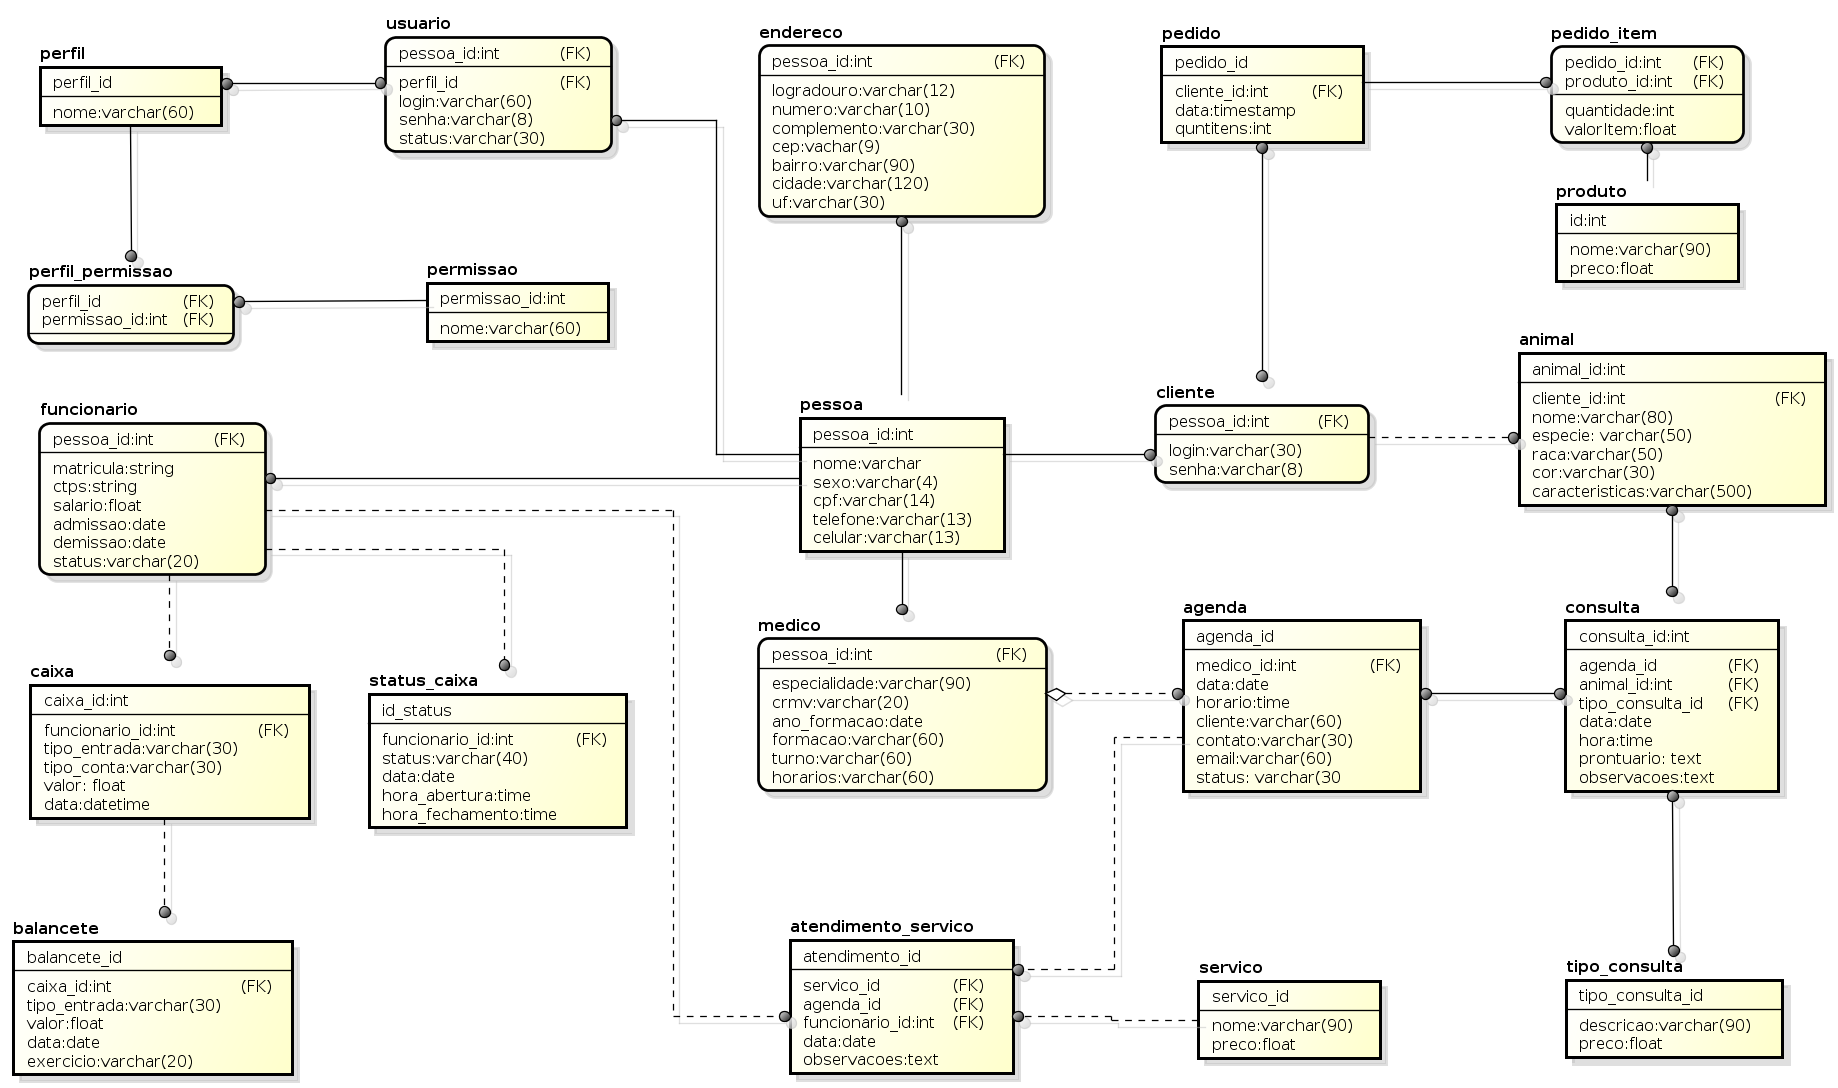 perfil
perfil_id
nome:varchar(60)
usuario
pessoa_id:int (FK)
perfil_id (FK)
login:varchar(60)
senha:varchar(8)
status:varchar(30)
endereco
pessoa_id:int (FK)
logradouro:varchar(12)
numero:varchar(10)
complemento:varchar(30)
cep:vachar(9)
bairro:varchar(90)
cidade:varchar(120)
uf:varchar(30)
pedido
pedido_id
cliente_id:int (FK)
data:timestamp
quntitens:int
pedido_item
pedido_id:int (FK)
produto_id:int (FK)
quantidade:int
valorItem:float
produto
id:int
nome:varchar(90)
preco:float
perfil_permissao
perfil_id (FK)
permissao_id:int (FK)
permissao
permissao_id:int
nome:varchar(60)
funcionario
pessoa_id:int (FK)
matricula:string
ctps:string
salario:float
admissao:date
demissao:date
status:varchar(20)
pessoa
pessoa_id:int
nome:varchar
sexo:varchar(4)
cpf:varchar(14)
telefone:varchar(13)
celular:varchar(13)
cliente
pessoa_id:int (FK)
login:varchar(30)
senha:varchar(8)
animal
animal_id:int
cliente_id:int (FK)
nome:varchar(80)
especie: varchar(50)
raca:varchar(50)
cor:varchar(30)
caracteristicas:varchar(500)
caixa
caixa_id:int
funcionario_id:int (FK)
tipo_entrada:varchar(30)
tipo_conta:varchar(30)
valor: float
data:datetime
status_caixa
id_status
funcionario_id:int (FK)
status:varchar(40)
data:date
hora_abertura:time
hora_fechamento:time
medico
pessoa_id:int (FK)
especialidade:varchar(90)
crmv:varchar(20)
ano_formacao:date
formacao:varchar(60)
turno:varchar(60)
horarios:varchar(60)
agenda
agenda_id
medico_id:int (FK)
data:date
horario:time
cliente:varchar(60)
contato:varchar(30)
email:varchar(60)
status: varchar(30
consulta
consulta_id:int
agenda_id (FK)
animal_id:int (FK)
tipo_consulta_id (FK)
data:date
hora:time
prontuario: text
observacoes:text
balancete
balancete_id
caixa_id:int (FK)
tipo_entrada:varchar(30)
valor:float
data:date
exercicio:varchar(20)
atendimento_servico
atendimento_id
servico_id (FK)
agenda_id (FK)
funcionario_id:int (FK)
data:date
observacoes:text
servico
servico_id
nome:varchar(90)
preco:float
tipo_consulta
tipo_consulta_id
descricao:varchar(90)
preco:float